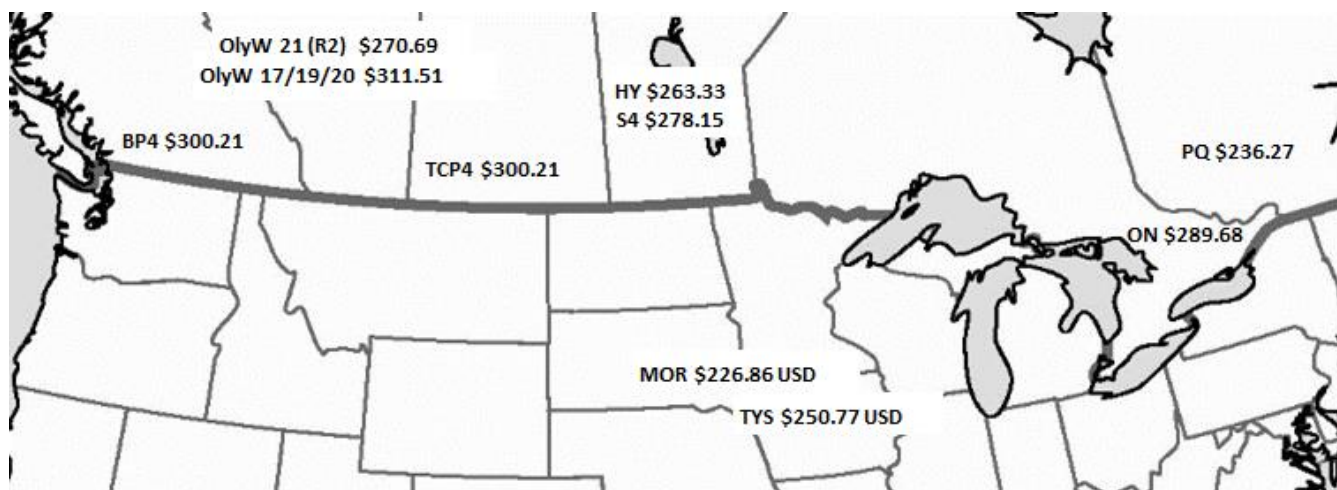 OlyW 21 (R2) $270.69
OlyW 17/19/20 $311.51
HY $263.33
S4 $278.15
BP4 $300.21
TCP4 $300.21
PQ $236.27
ON $289.68
MOR $226.86 USD
TYS $250.77 USD